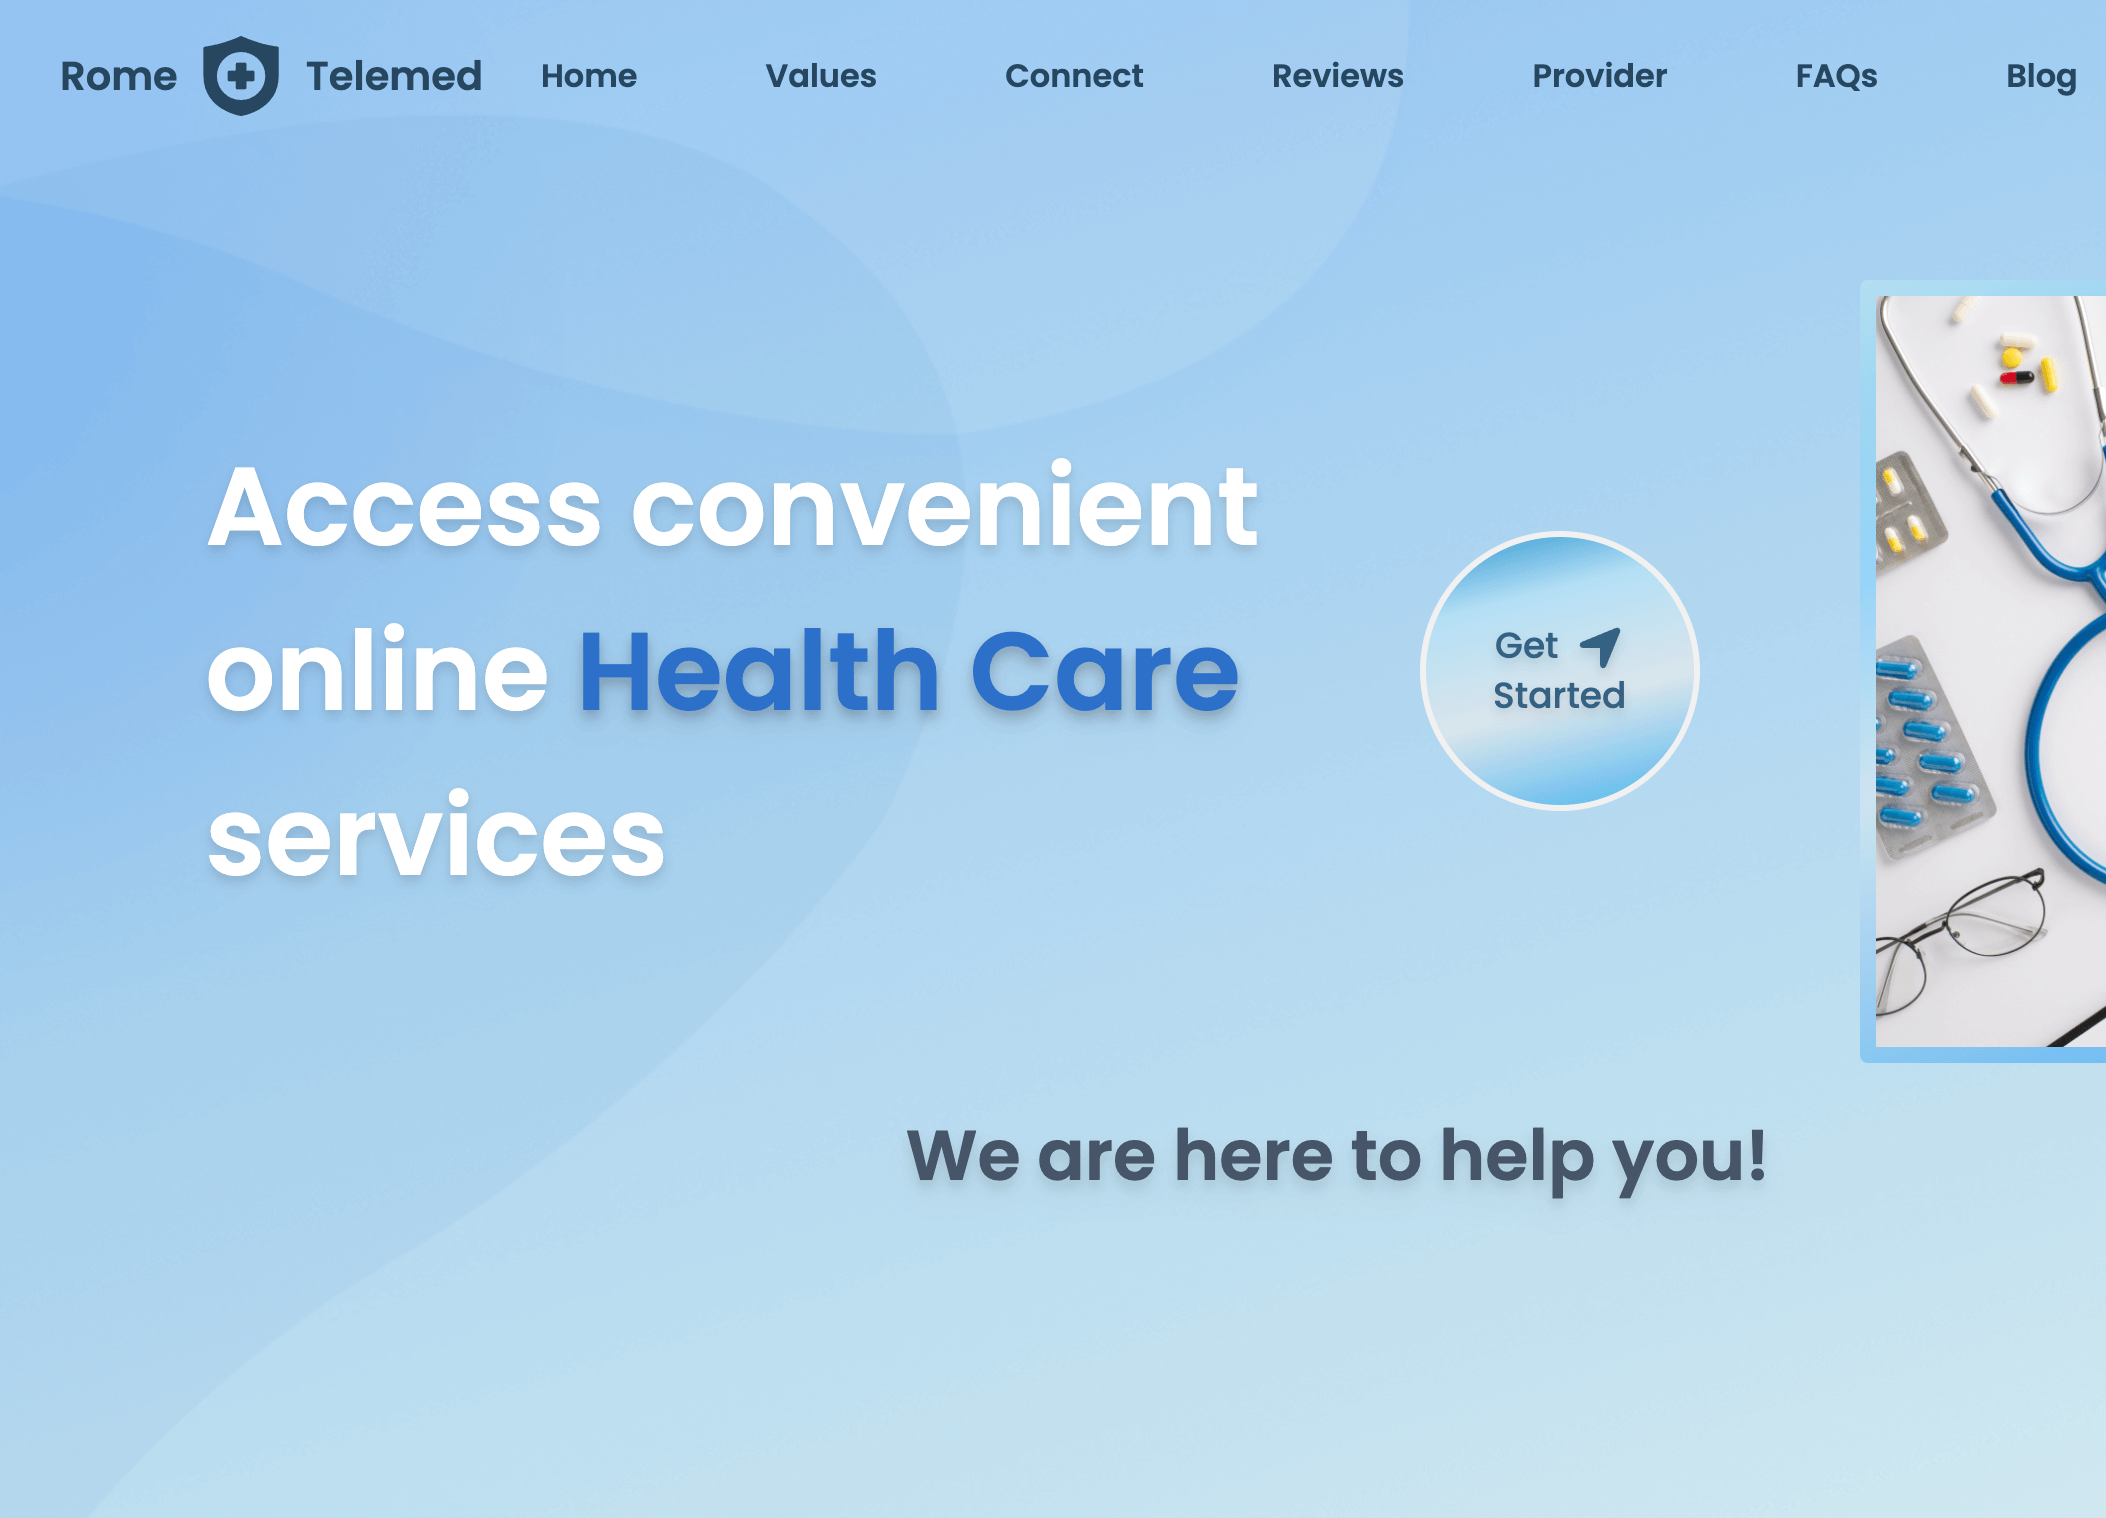 Rome Telemed Home Values Connect Reviews Provider FAQs Blog
Access convenient
online Health Care
services
Get
Started
We are here to help you!